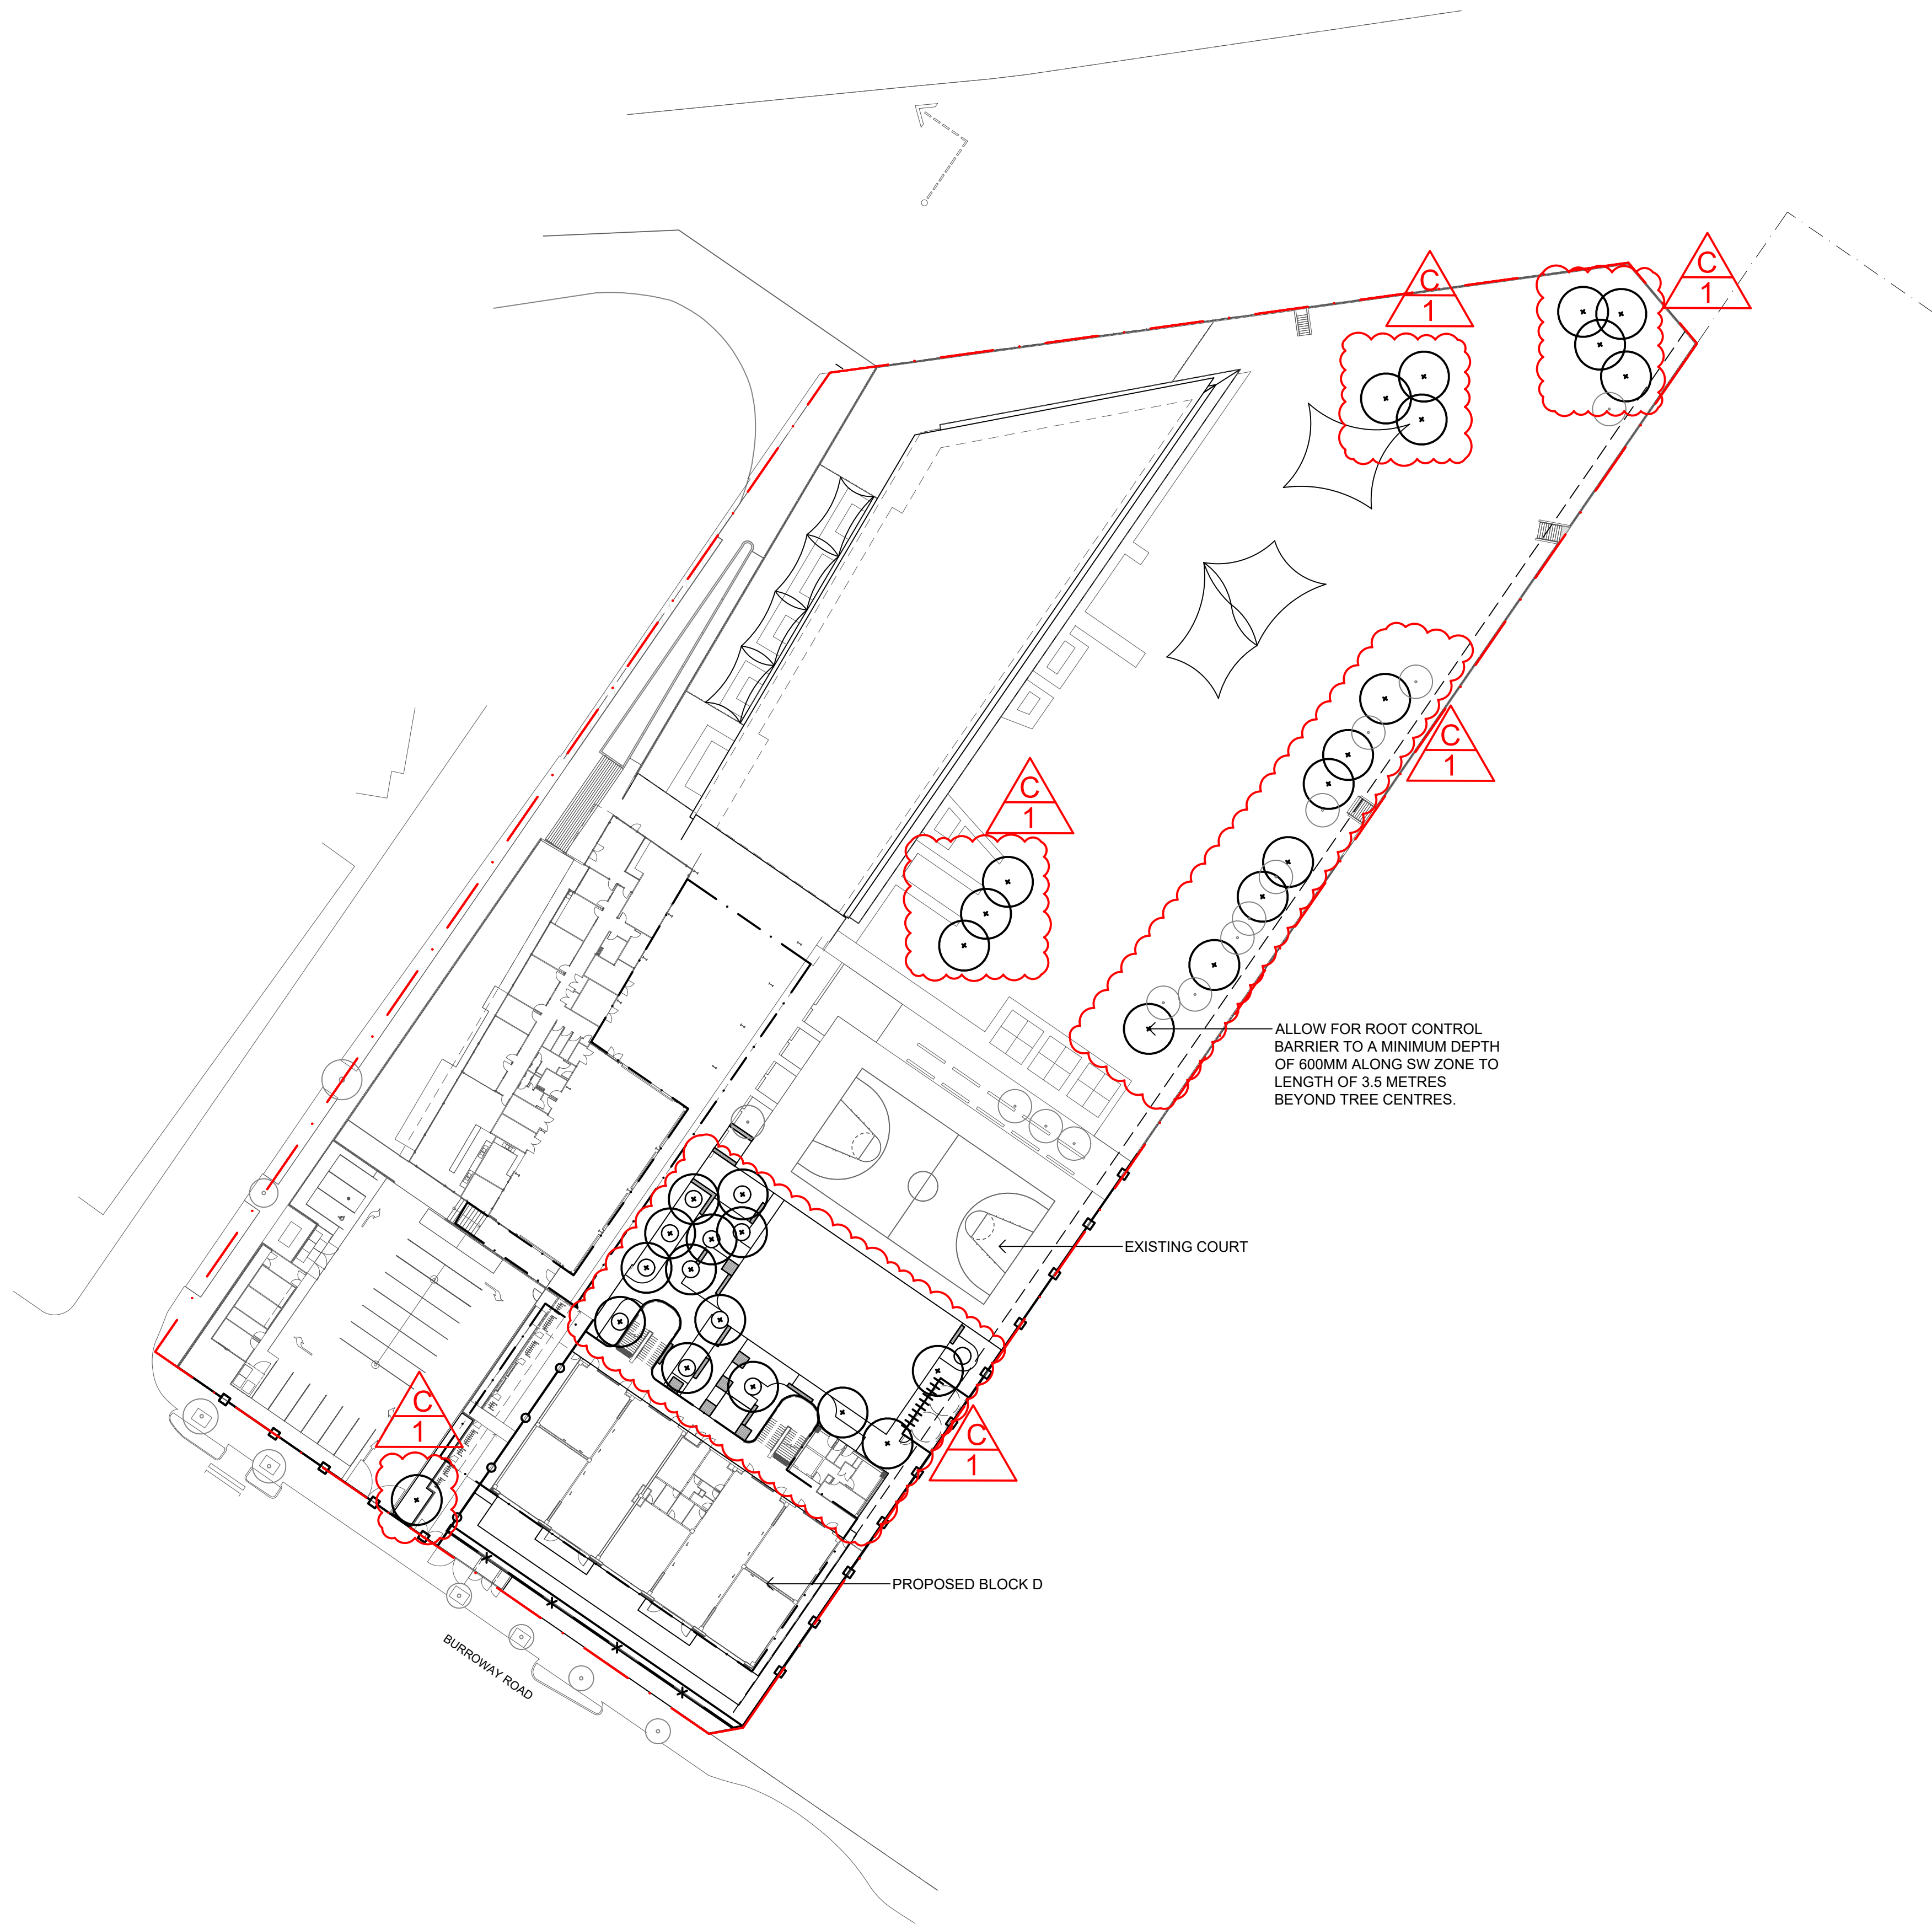 C
1
C
1
C
1
C
1
ALLOW FOR ROOT CONTROL
BARRIER TO A MINIMUM DEPTH
OF 600MM ALONG SW ZONE TO
LENGTH OF 3.5 METRES
BEYOND TREE CENTRES.
EXISTING COURT
C
1
C
1
PROPOSED BLOCK D
BURROWAY ROAD